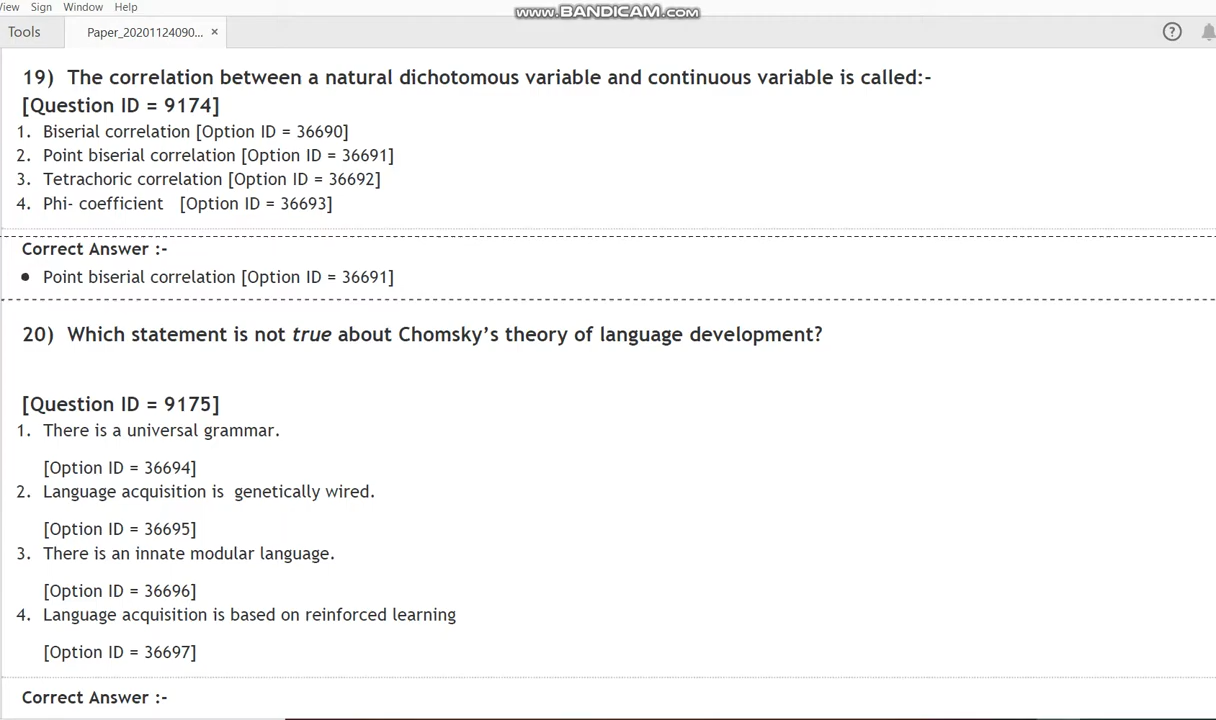 View Sign Window Help
www.BANDICAM.com
Tools Paper_20201124090... × ?
19) The correlation between a natural dichotomous variable and continuous variable is called:-
[Question ID = 9174]
1. Biserial correlation [Option ID = 36690]
2. Point biserial correlation [Option ID = 36691]
3. Tetrachoric correlation [Option ID = 36692]
4. Phi- coefficient [Option ID = 36693]
Correct Answer :-
• Point biserial correlation [Option ID = 36691]
20) Which statement is not true about Chomsky’s theory of language development?
[Question ID = 9175]
1. There is a universal grammar.
[Option ID = 36694]
2. Language acquisition is genetically wired.
[Option ID = 36695]
3. There is an innate modular language.
[Option ID = 36696]
4. Language acquisition is based on reinforced learning
[Option ID = 36697]
Correct Answer :-